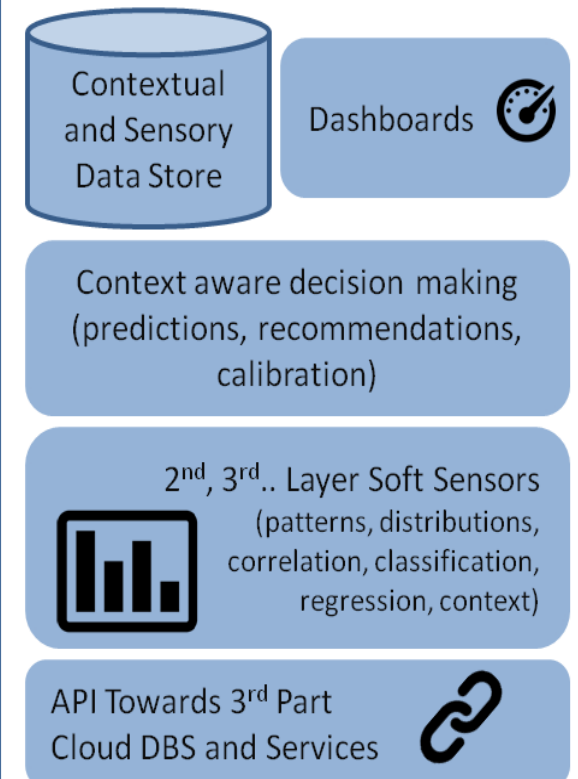 Contextual
and Sensory
Data Store
Dashboards
Context aware decision making
(predictions, recommendations,
calibration)
2nd, 3rd.. Layer Soft Sensors
(patterns, distributions,
correlation, classification,
regression, context)
API Towards 3rd Part
Cloud DBS and Services